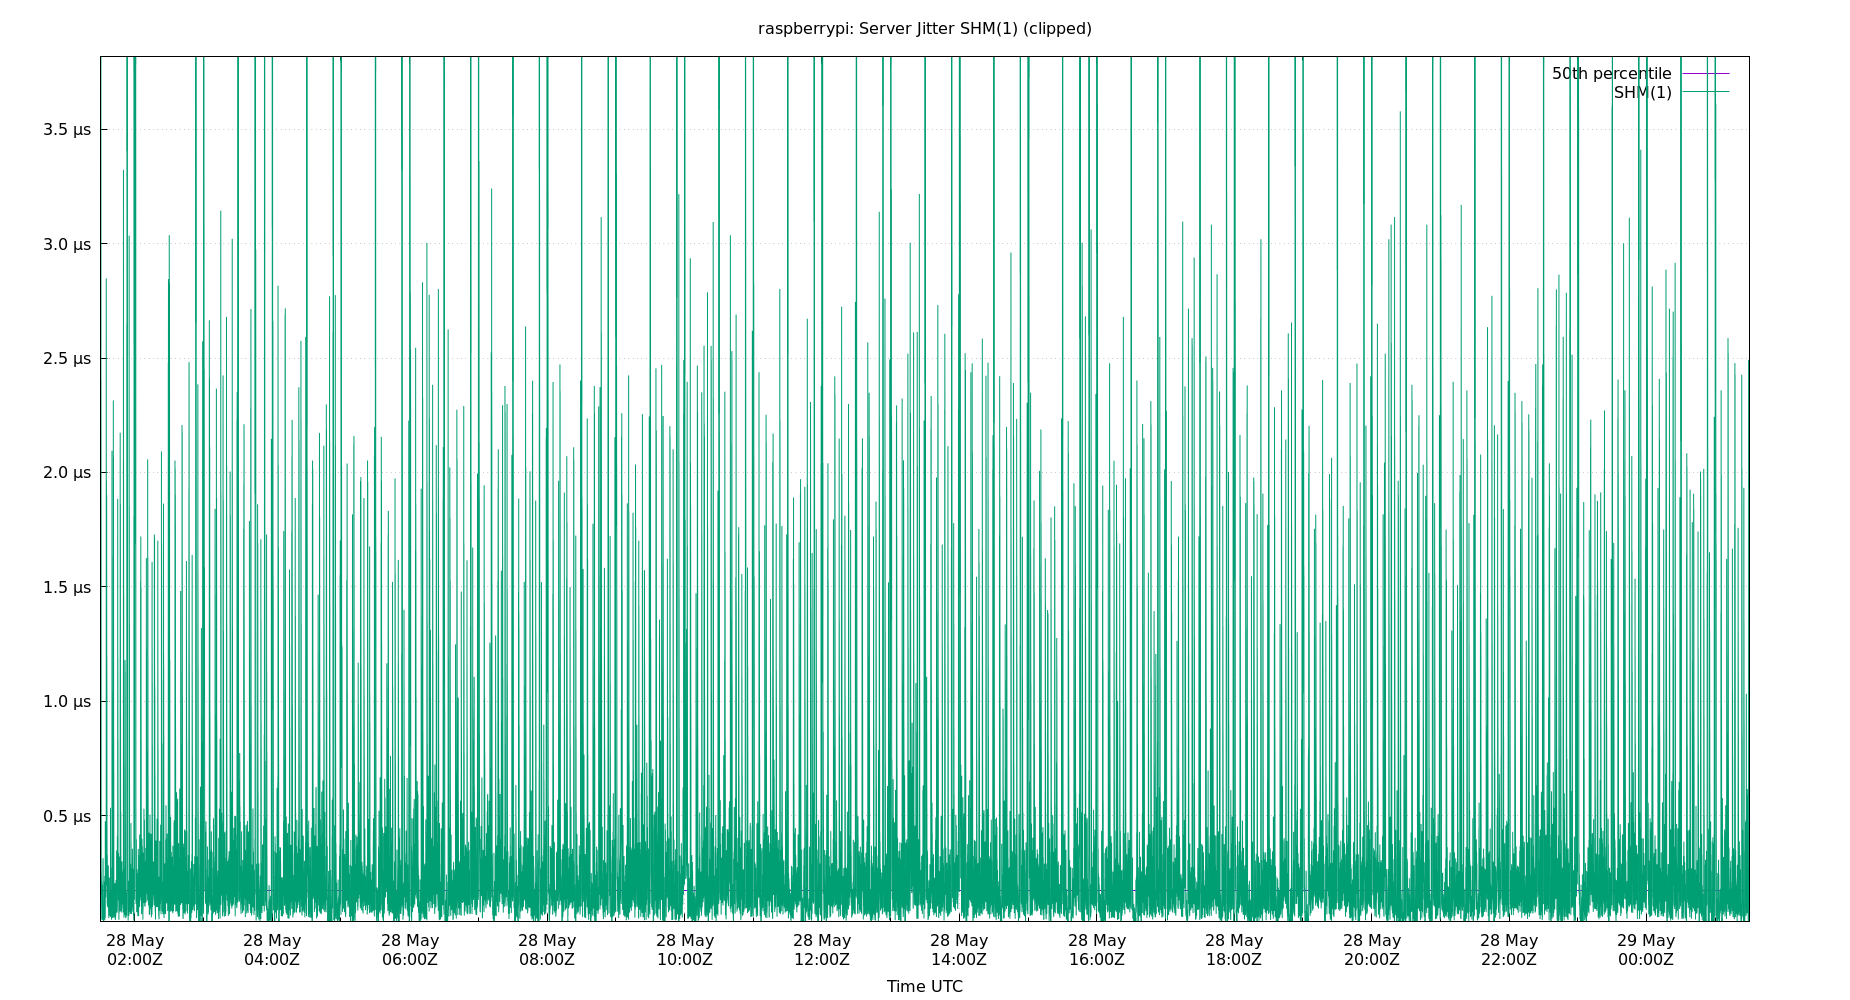 raspberrypi: Server Jitter SHM(1) (clipped)
50th percentile
SHM(1)
3.5 µs
3.0 µs
2.5 µs
2.0 µs
1.5 µs
1.0 µs
0.5 µs
28 May 28 May 28 May 28 May 28 May 28 May 28 May 28 May 28 May 28 May 28 May 29 May
02:00Z 04:00Z 06:00Z 08:00Z 10:00Z 12:00Z 14:00Z 16:00Z 18:00Z 20:00Z 22:00Z 00:00Z
Time UTC